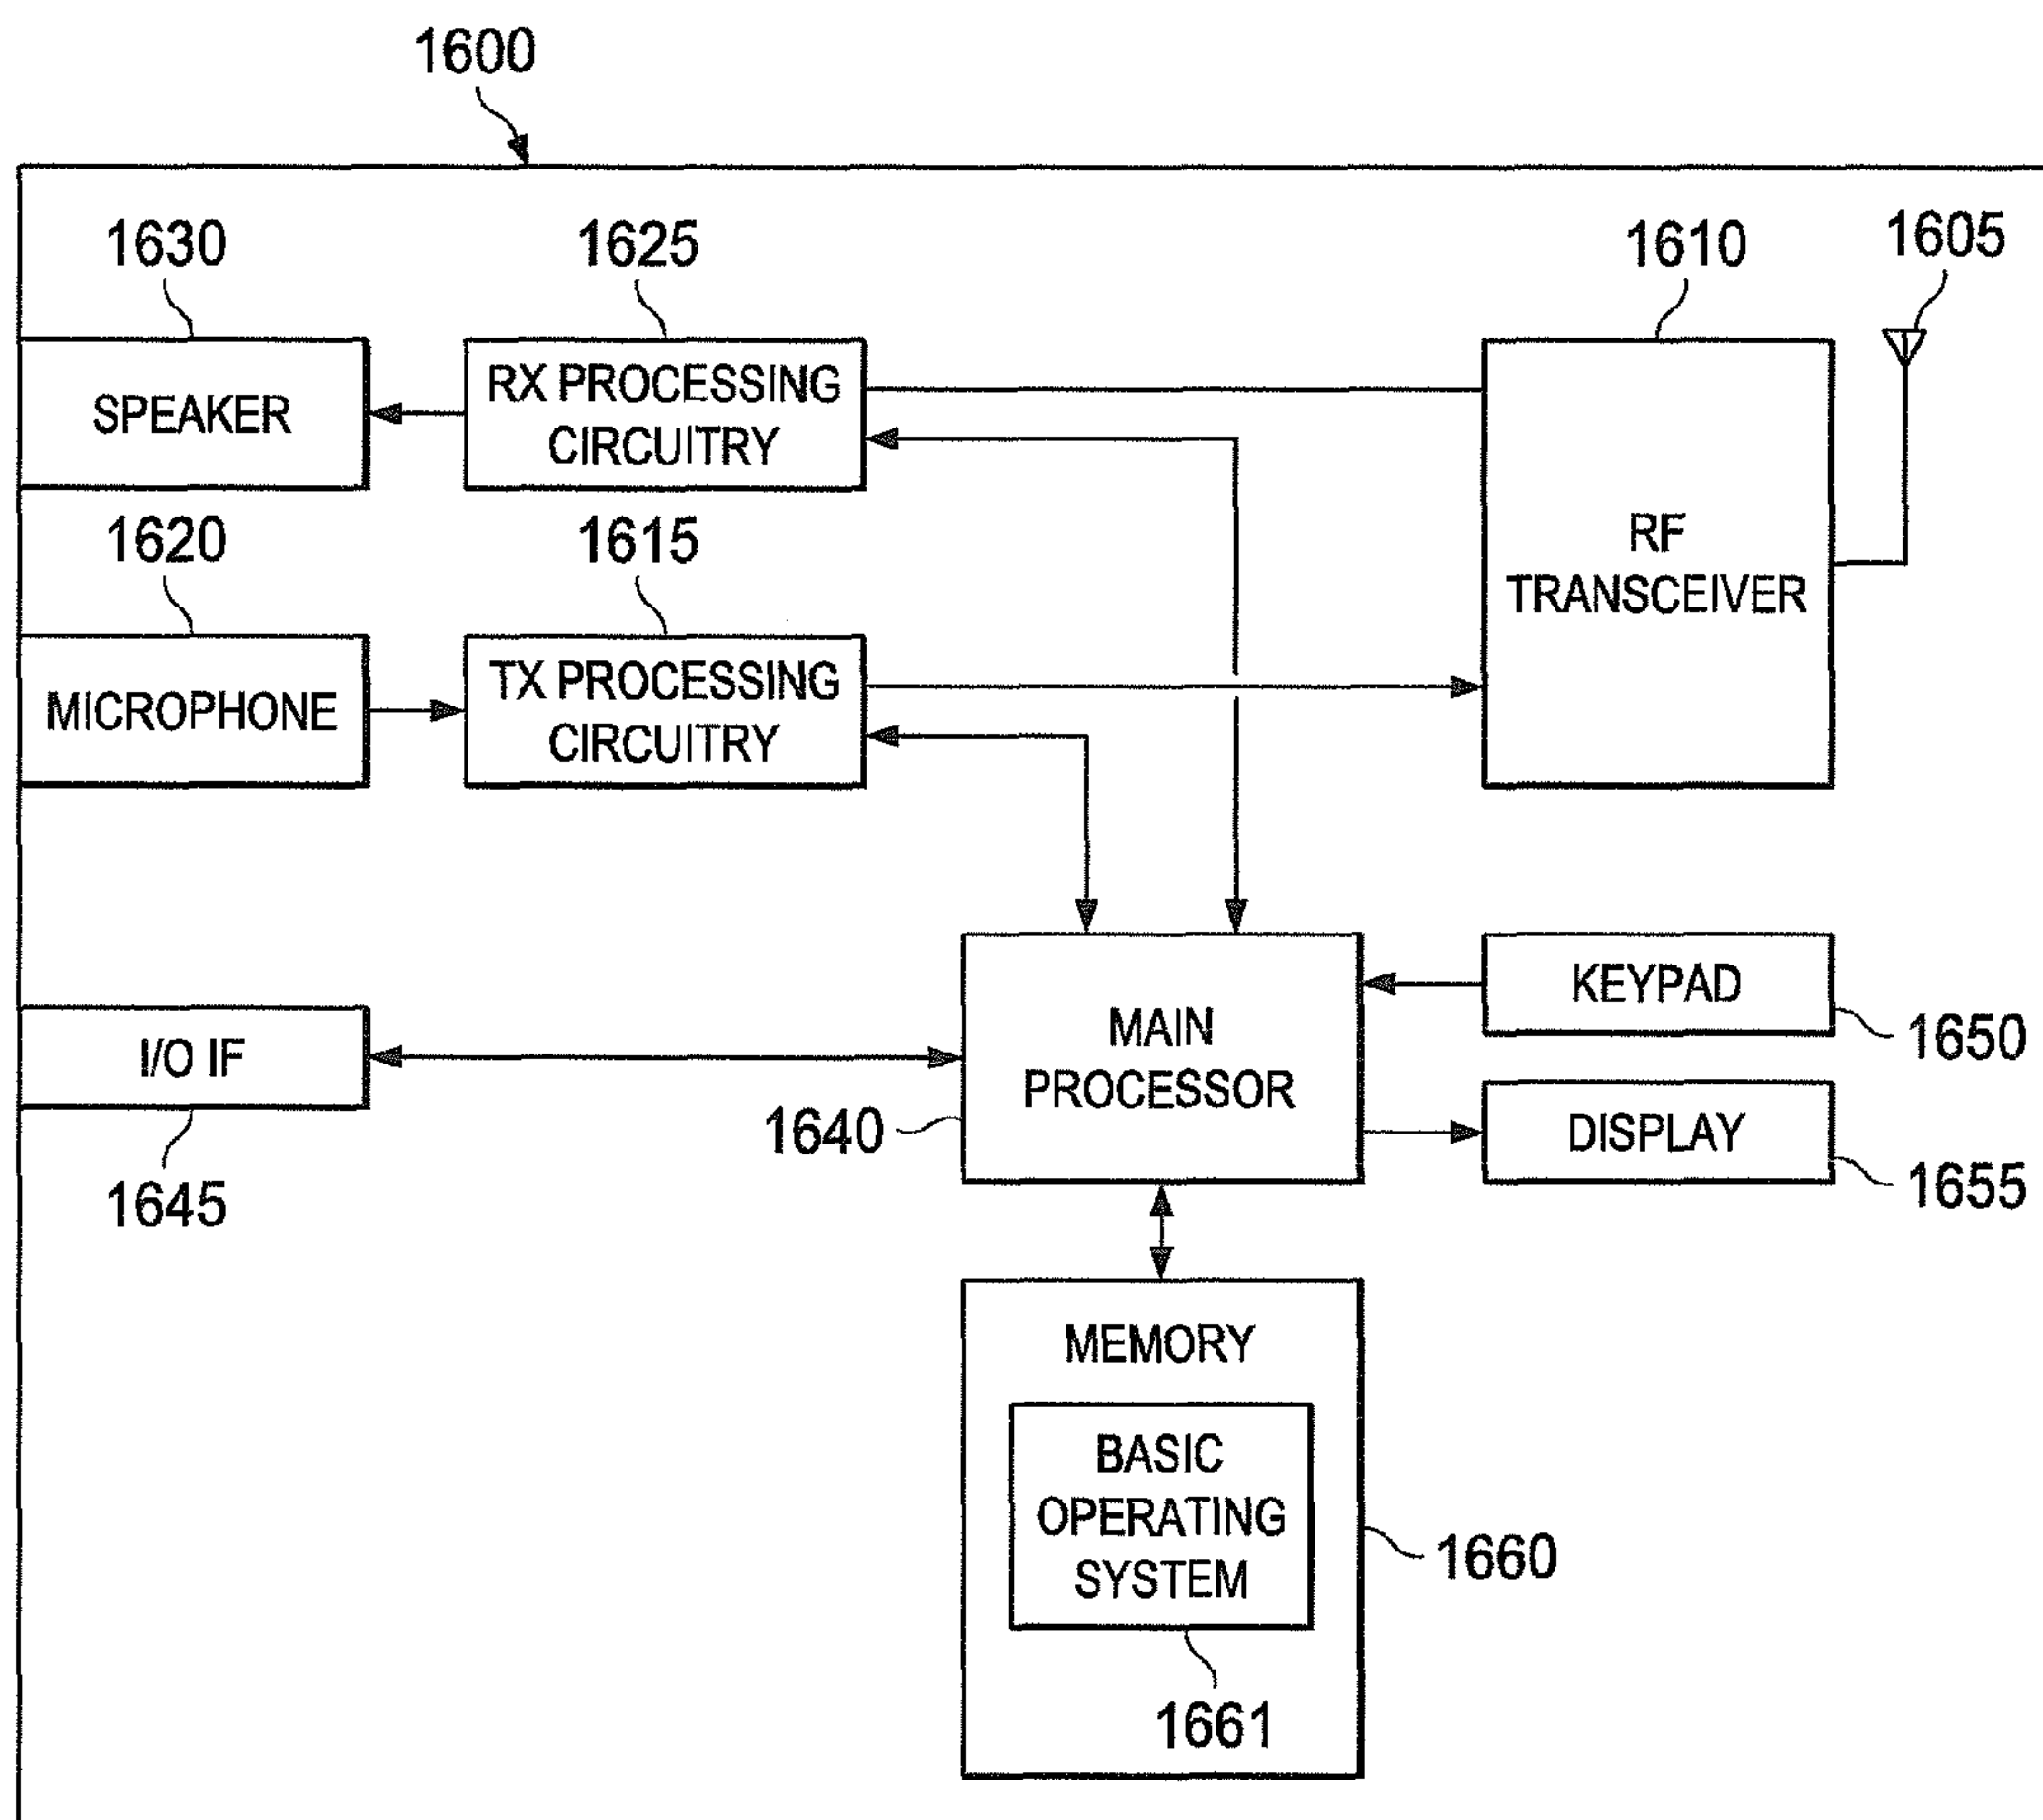 1600
1630
1625
1610
1605
SPEAKER
RX PROCESSING
CIRCUITRY
RF
TRANSCEIVER
1620
1615
MICROPHONE
TX PROCESSING
CIRCUITRY
I/O IF
1645
MAIN
PROCESSOR
1640
KEYPAD
1650
DISPLAY
1655
MEMORY
BASIC
OPERATING
SYSTEM
1660
1661